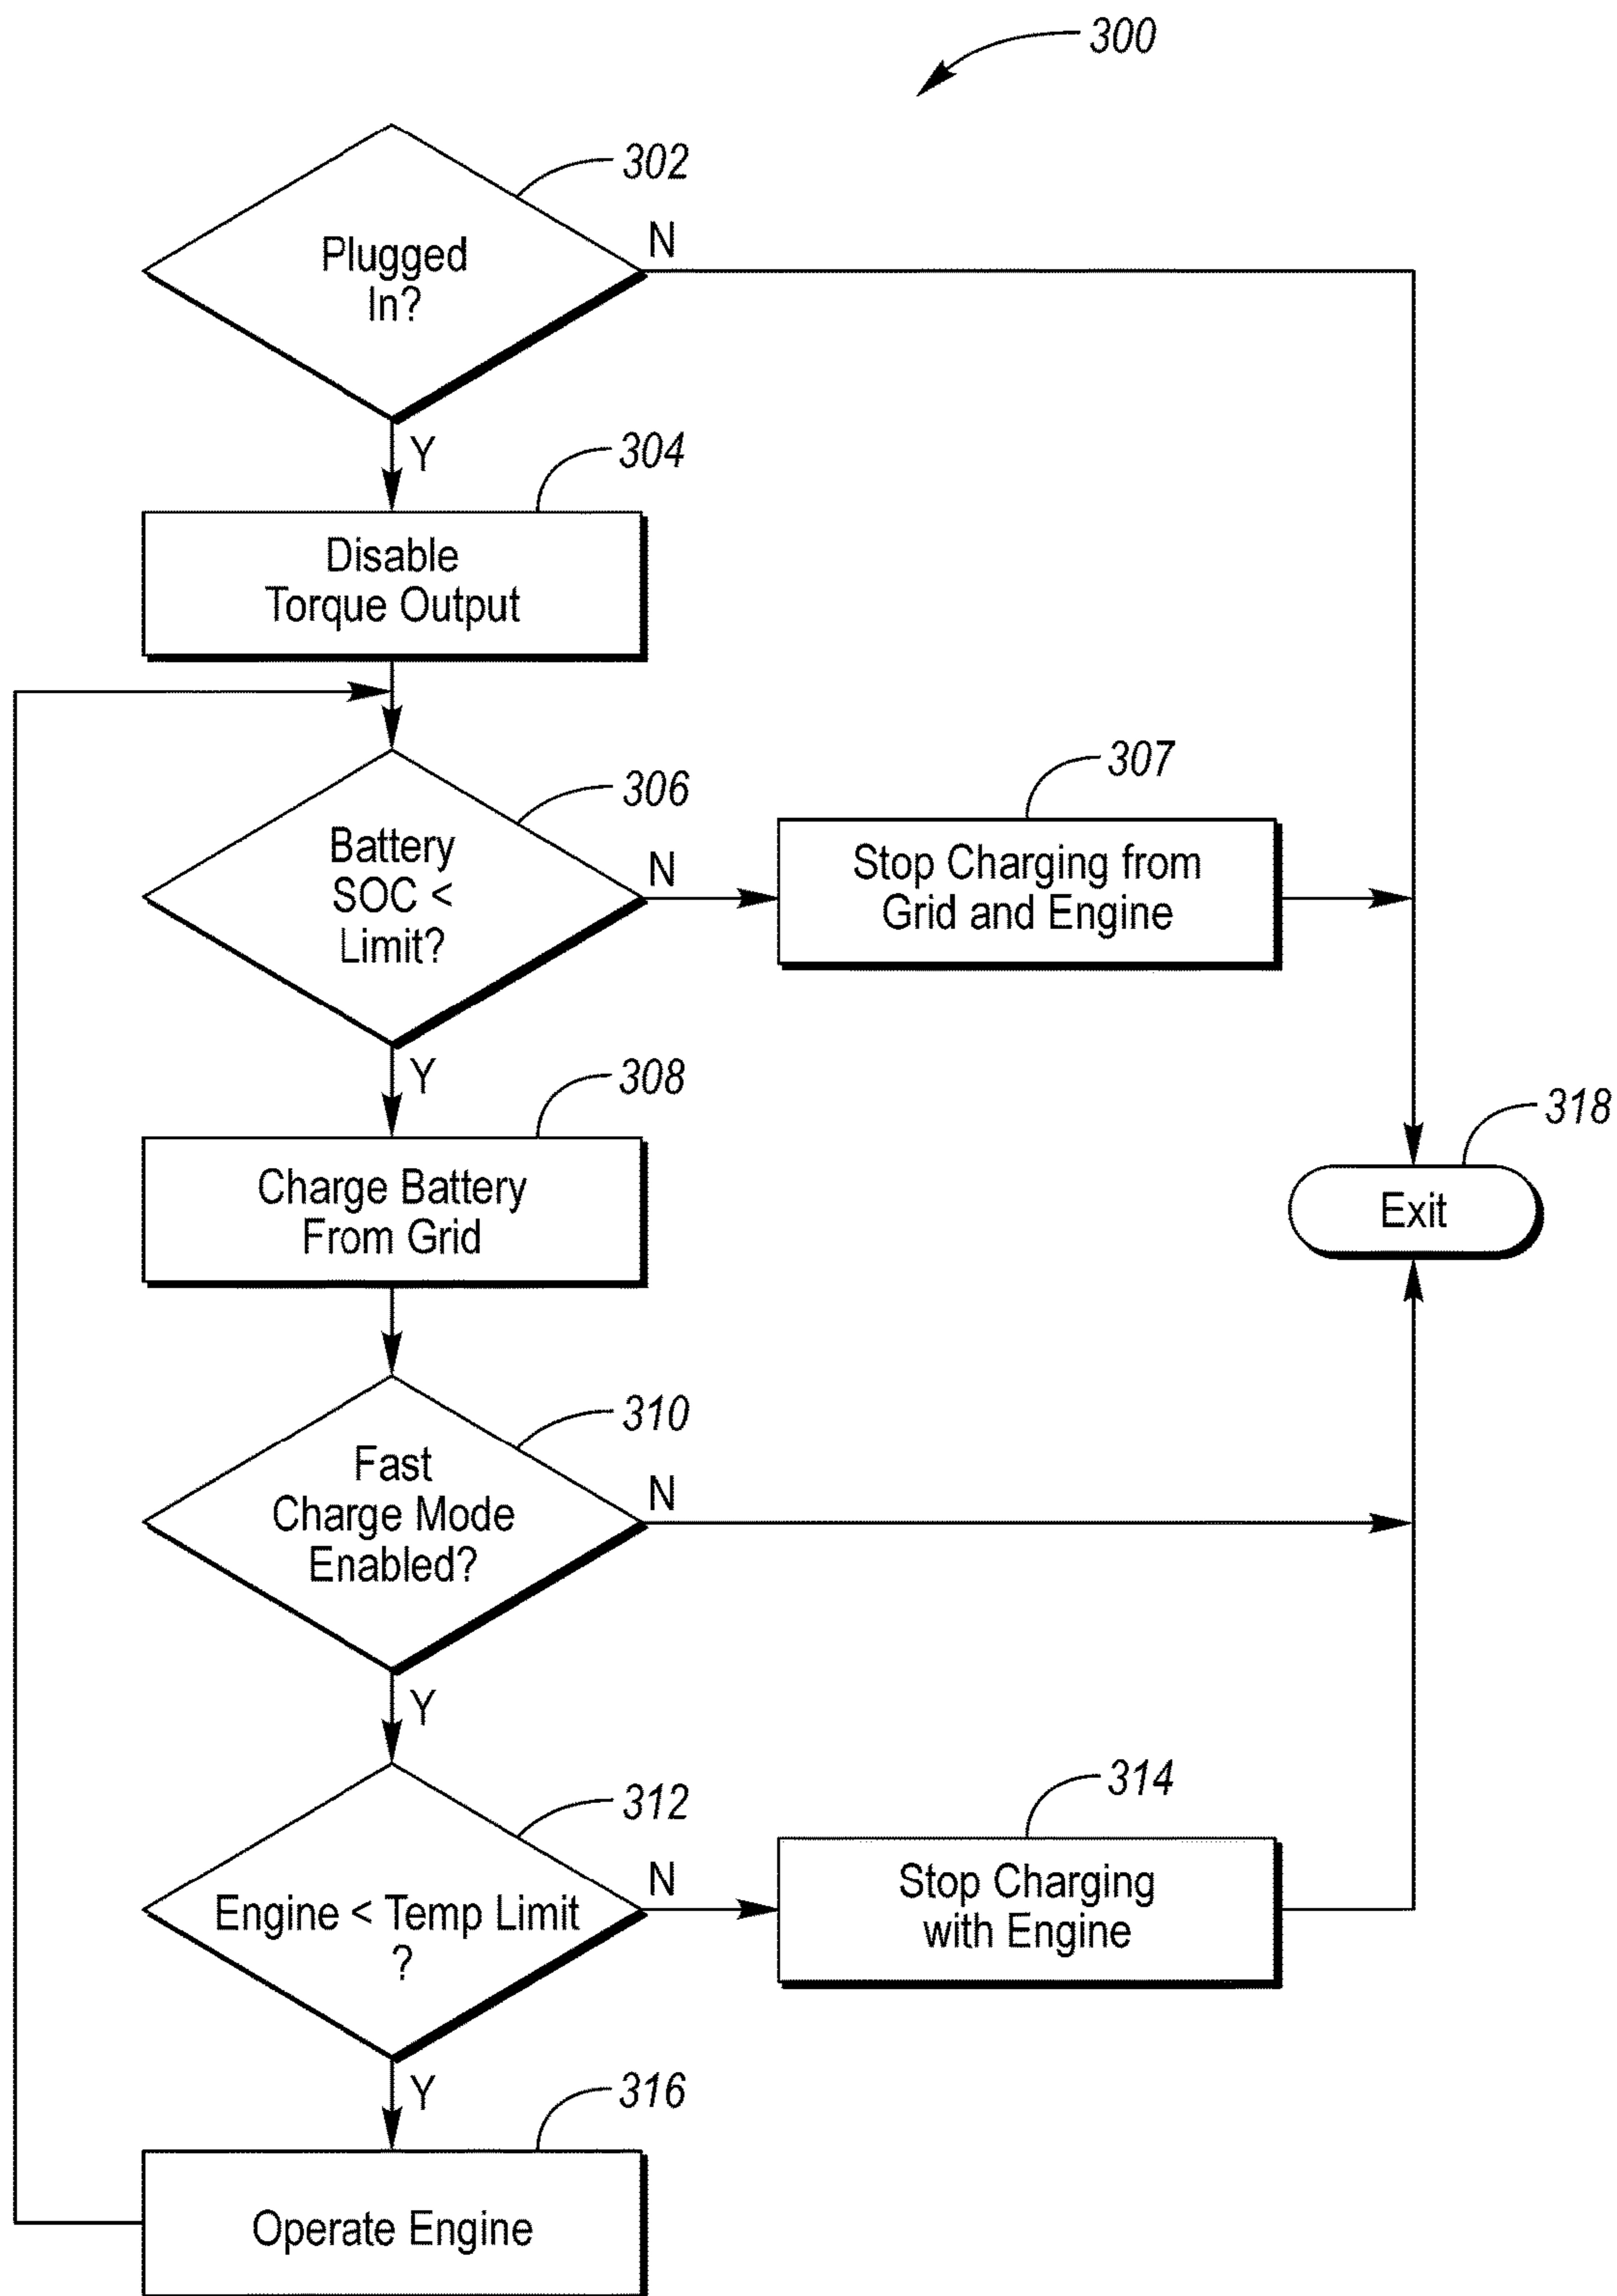 300
302
Plugged
In?
N
Y
304
Disable
Torque Output
306
Battery
SOC <
Limit?
N
307
Stop Charging from
Grid and Engine
Y
308
Charge Battery
From Grid
318
Exit
310
Fast
Charge Mode
Enabled?
N
Y
312
Engine < Temp Limit
?
N
314
Stop Charging
with Engine
Y
316
Operate Engine